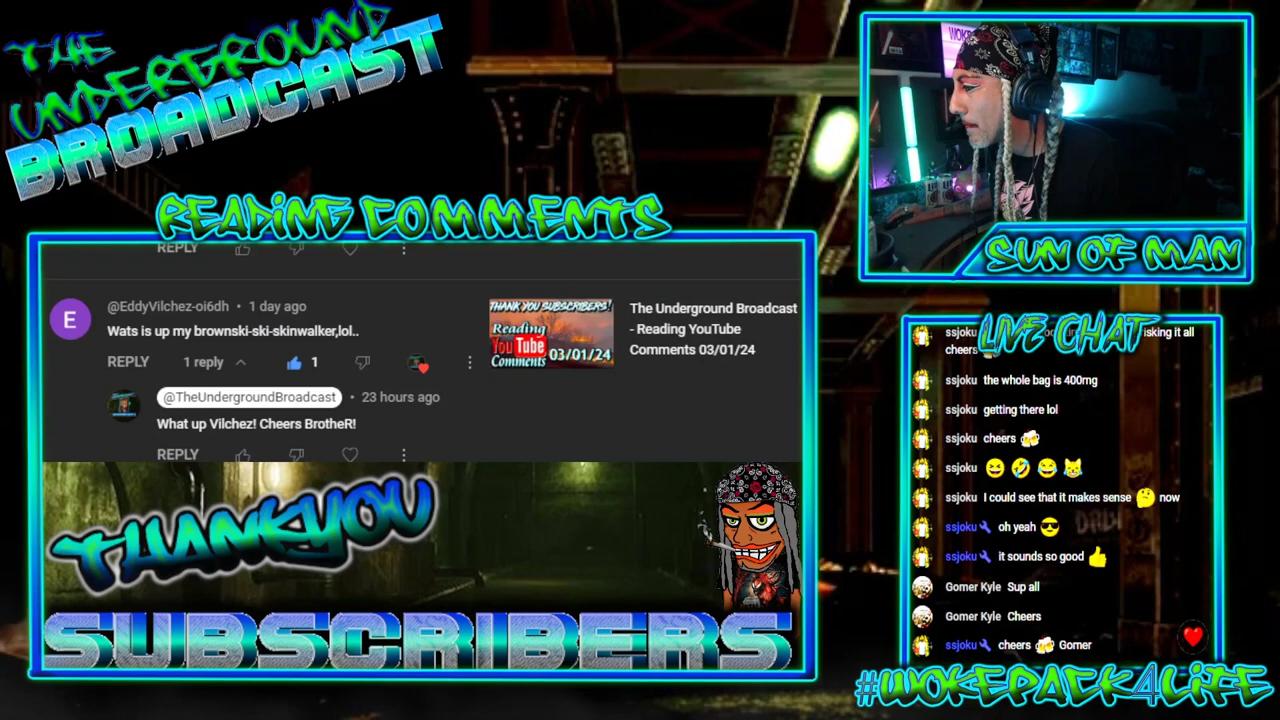 THE
UNDERGROUND
BROADCAST
READING COMMENTS
REPLY
@EddyVilchez-oi6dh • 1 day ago
Wats is up my brownski-ski-skinwalker,lol..
REPLY 1 reply 1
E
THANK YOU SUBSCRIBERS!
Reading
YouTube
Comments 03/01/24
The Underground Broadcast
- Reading YouTube
Comments 03/01/24
@TheUndergroundBroadcast • 23 hours ago
What up Vilchez! Cheers BrotheR!
REPLY
THANKYOU
SUBSCRIBERS
SUN OF MAN
LIVE CHAT
ssjoku isking it all
cheers
ssjoku the whole bag is 400mg
ssjoku getting there lol
ssjoku cheers 🍻
ssjoku 😆 🤣 😂 😹
ssjoku I could see that it makes sense 🤔 now
ssjoku oh yeah 😎
ssjoku it sounds so good 👍
Gomer Kyle Sup all
Gomer Kyle Cheers
ssjoku cheers 🍻 Gomer
#WOKEPACK4LIFE